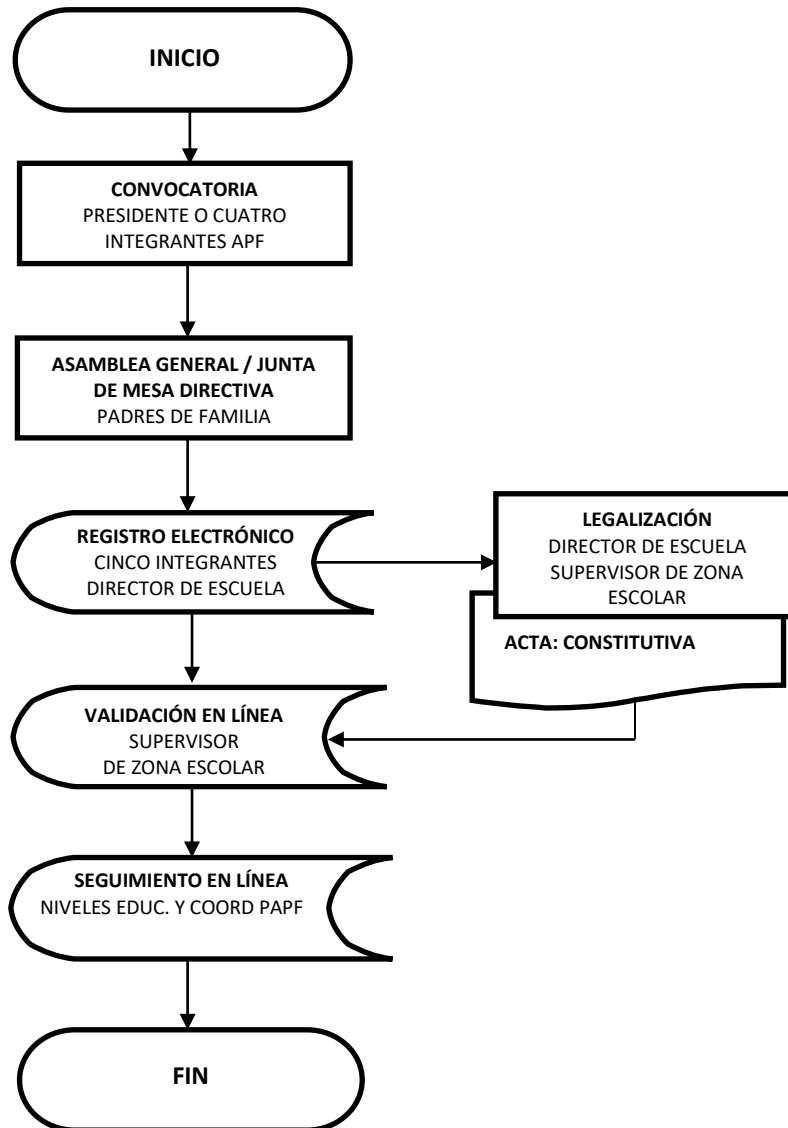 INICIO
CONVOCATORIA
PRESIDENTE O CUATRO
INTEGRANTES APF
ASAMBLEA GENERAL / JUNTA
DE MESA DIRECTIVA
PADRES DE FAMILIA
REGISTRO ELECTRÓNICO
CINCO INTEGRANTES
DIRECTOR DE ESCUELA
LEGALIZACIÓN
DIRECTOR DE ESCUELA
SUPERVISOR DE ZONA
ESCOLAR
ACTA: CONSTITUTIVA
VALIDACIÓN EN LÍNEA
SUPERVISOR
DE ZONA ESCOLAR
SEGUIMIENTO EN LÍNEA
NIVELES EDUC. Y COORD PAPF
FIN